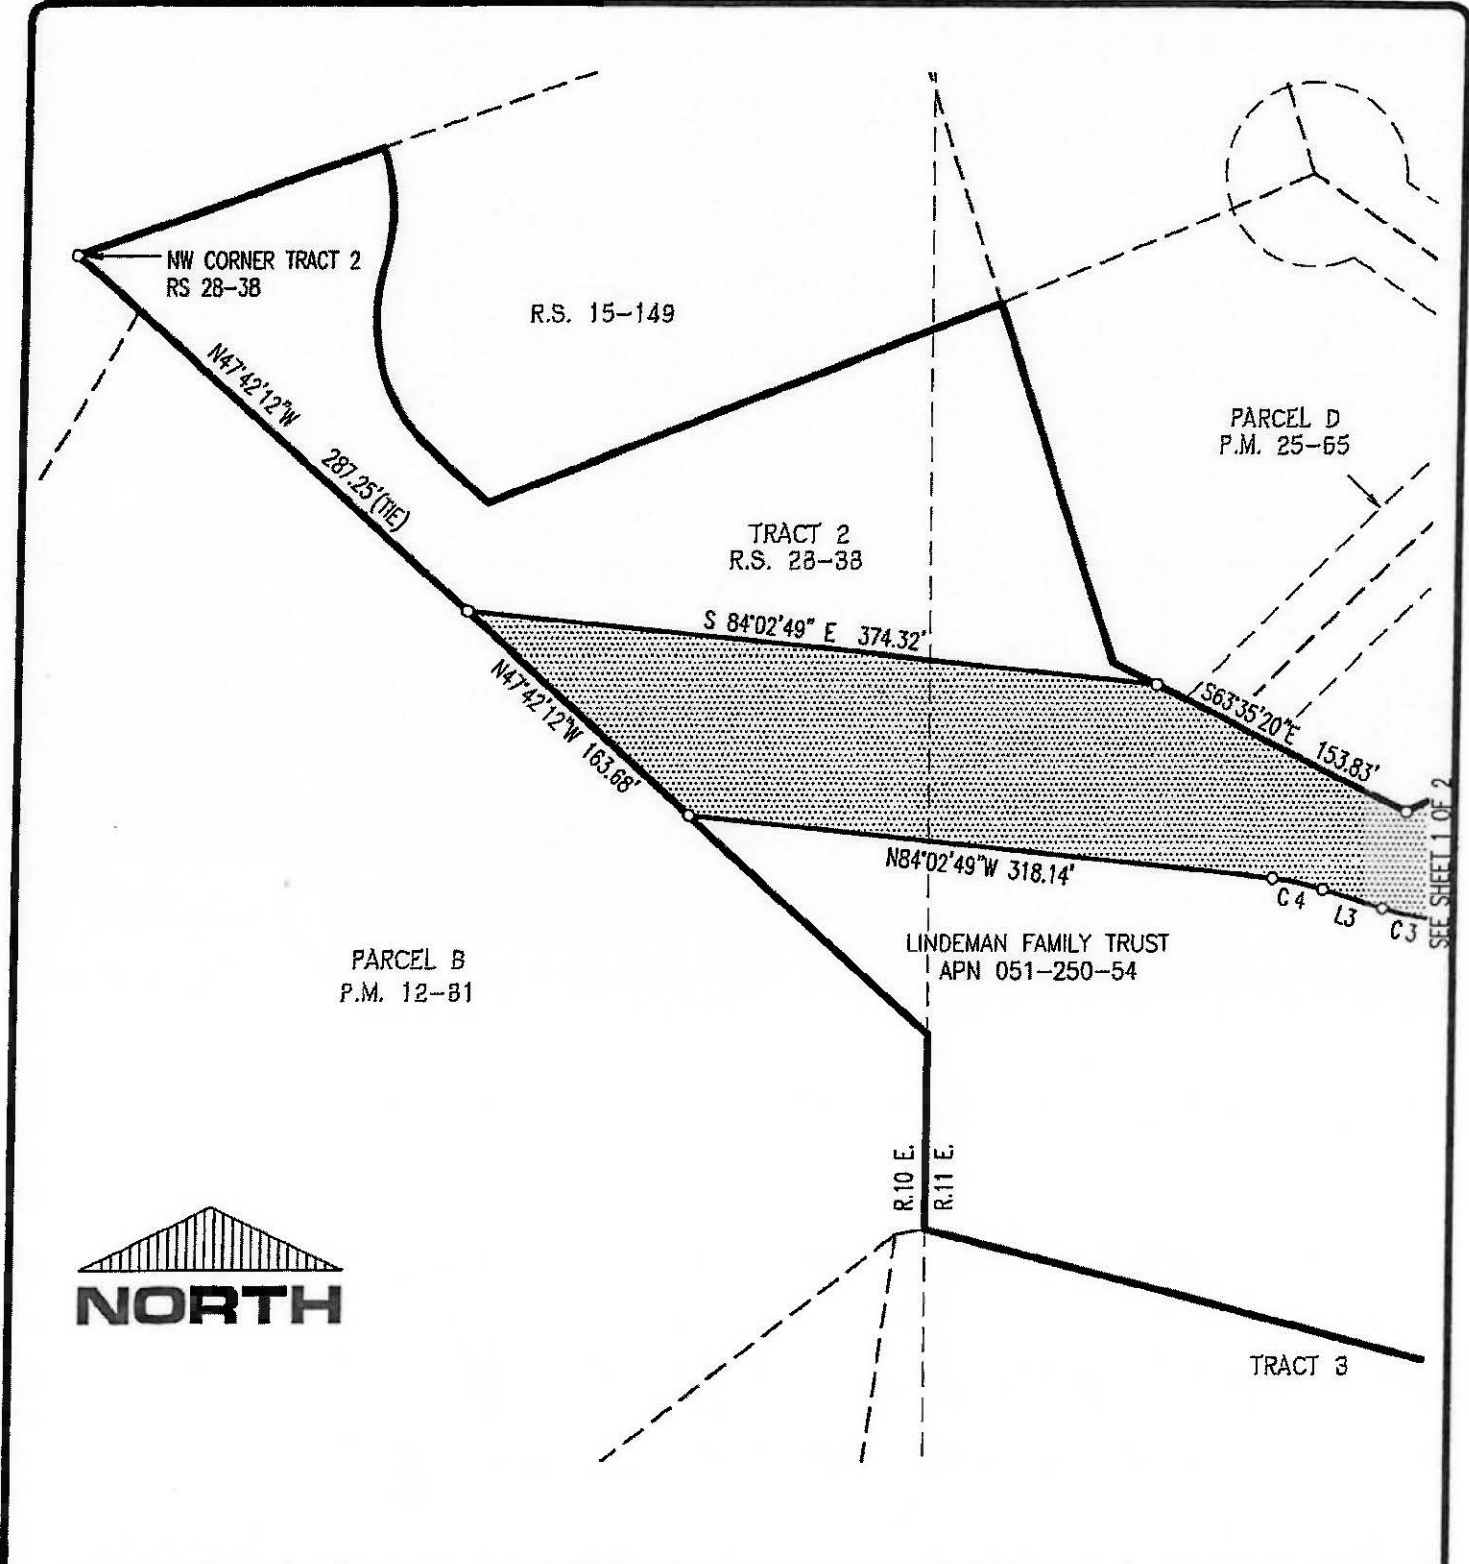 NW CORNER TRACT 2
RS 28-38
R.S. 15-149
N47°42'12"W 287.25'(TIE)
PARCEL D
P.M. 25-65
TRACT 2
R.S. 28-38
S 84°02'49" E 374.32'
N47°42'12"W 163.68'
S63°35'20"E 153.83'
SEE SHEET 1 OF 2
N84°02'49"W 318.14'
C4
L3
C3
LINDEMAN FAMILY TRUST
APN 051-250-54
PARCEL B
P.M. 12-81
R.10 E.
R.11 E.
NORTH
TRACT 3